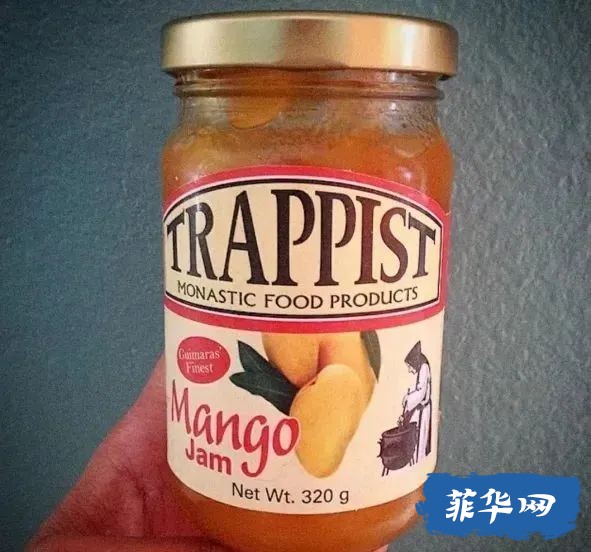 TRAPPIST
MONASTIC FOOD PRODUCTS
Guimaras'
Finest
Mango
Jam
Net Wt. 320 g
菲华网